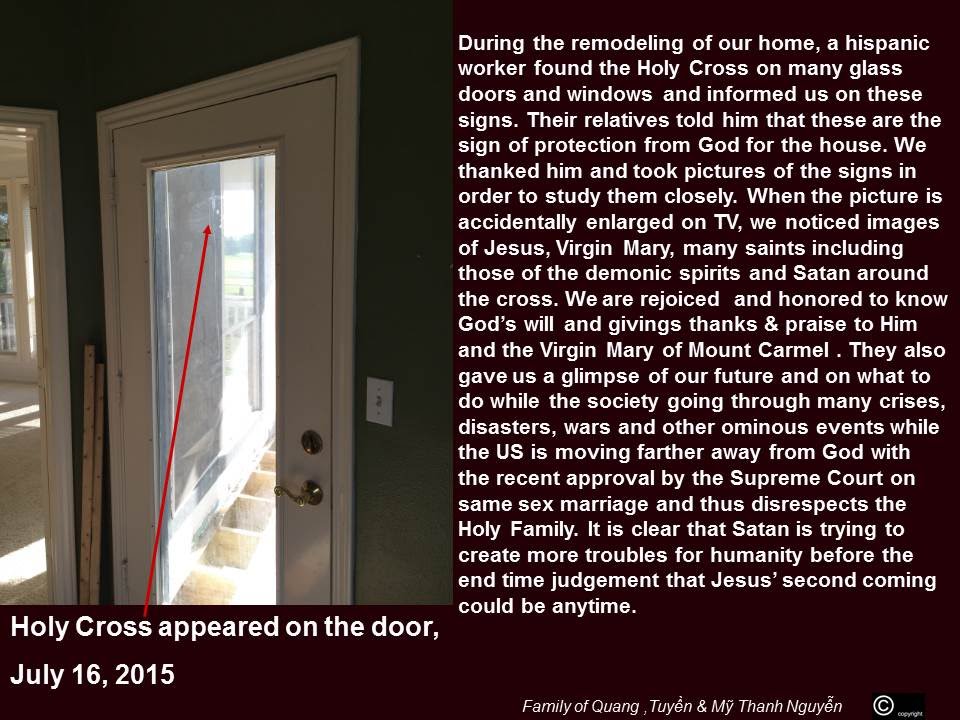 During the remodeling of our home, a hispanic
worker found the Holy Cross on many glass
doors and windows and informed us on these
signs. Their relatives told him that these are the
sign of protection from God for the house. We
thanked him and took pictures of the signs in
order to study them closely. When the picture is
accidentally enlarged on TV, we noticed images
of Jesus, Virgin Mary, many saints including
those of the demonic spirits and Satan around
the cross. We are rejoiced and honored to know
God's will and givings thanks & praise to Him
and the Virgin Mary of Mount Carmel . They also
gave us a glimpse of our future and on what to
do while the society going through many crises,
disasters, wars and other ominous events while
the US is moving farther away from God with
the recent approval by the Supreme Court on
same sex marriage and thus disrespects the
Holy Family. It is clear that Satan is trying to
create more troubles for humanity before the
end time judgement that Jesus' second coming
could be anytime.
Holy Cross appeared on the door,
July 16, 2015
Family of Quang ,Tuyền & Mỹ Thanh Nguyễn
© copyright